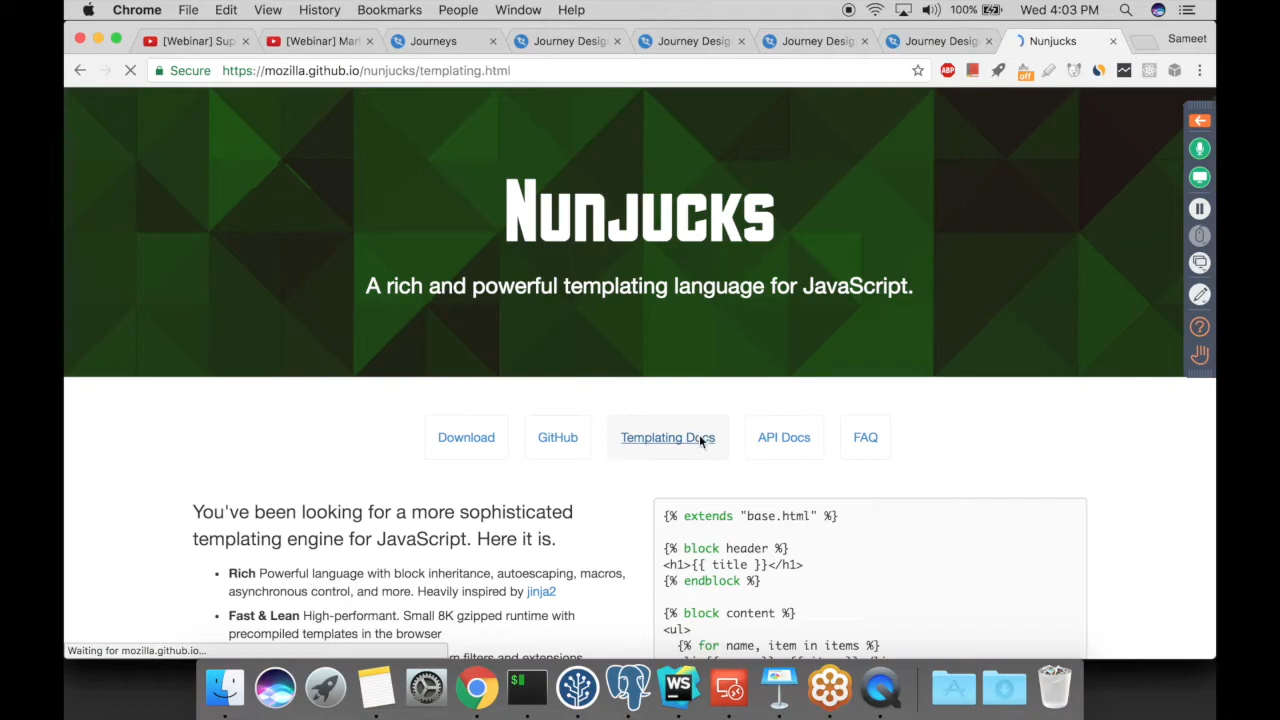 Chrome File Edit View History Bookmarks People Window Help 100% Wed 4:03 PM
[Webinar] Sup [Webinar] Mar Journeys Journey Desig Journey Desig Journey Desig Journey Desig Nunjucks Sameet
Secure https://mozilla.github.io/nunjucks/templating.html ABP off
Nunjucks
A rich and powerful templating language for JavaScript.
Download GitHub Templating Docs API Docs FAQ
You've been looking for a more sophisticated
templating engine for JavaScript. Here it is.
• Rich Powerful language with block inheritance, autoescaping, macros,
asynchronous control, and more. Heavily inspired by jinja2
• Fast & Lean High-performant. Small 8K gzipped runtime with
precompiled templates in the browser
filters and extensions
{% extends "base.html" %}
{% block header %}
<h1>{{ title }}</h1>
{% endblock %}
{% block content %}
<ul>
{% for name, item in items %}
Waiting for mozilla.github.io...
$
WS